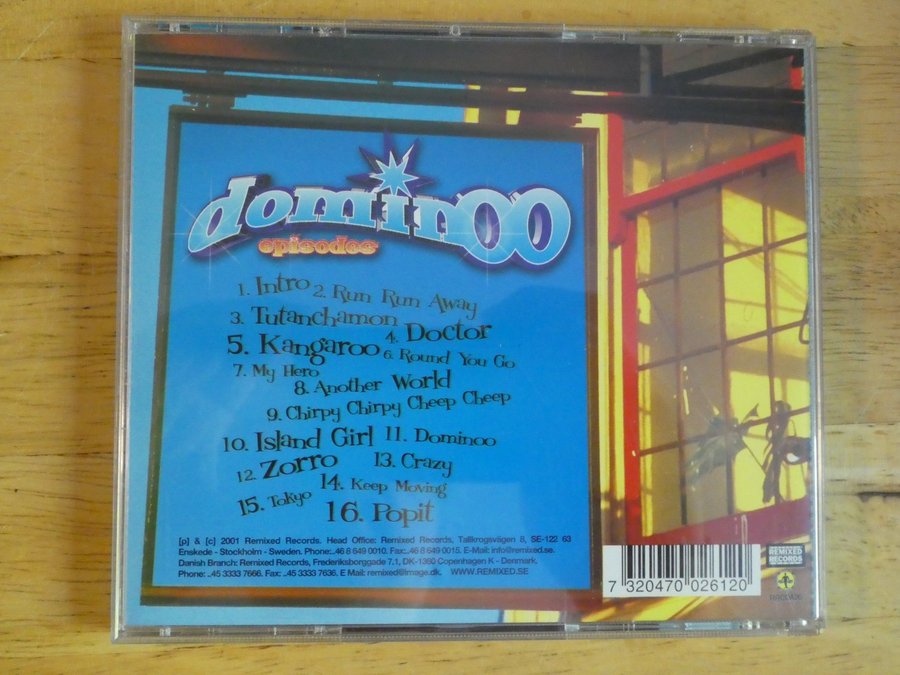 dominoo
episodes
1. Intro 2. Run Run Away
3. Tutanchamon 4. Doctor
5. Kangaroo 6. Round You Go
7. My Hero
8. Another World
9. Chirpy Chirpy Cheep Cheep
10. Island Girl 11. Dominoo
12. Zorro 13. Crazy
14. Keep Moving
15. Tokyo
16. Popit
[p] & [c] 2001 Remixed Records. Head Office: Remixed Records, Tallkrogsvägen 8, SE-122 63
Enskede - Stockholm - Sweden. Phone:..46 8 649 0010. Fax:..46 8 649 0015. E-Mail: info@remixed.se.
Danish Branch: Remixed Records, Frederiksborggade 7.1, DK-1360 Copenhagen K - Denmark.
Phone: ..45 3333 7666. Fax: ..45 3333 7636, E Mail: remixed@image.dk. WWW.REMIXED.SE
7 320470 026120
REMIXED
RECORDS